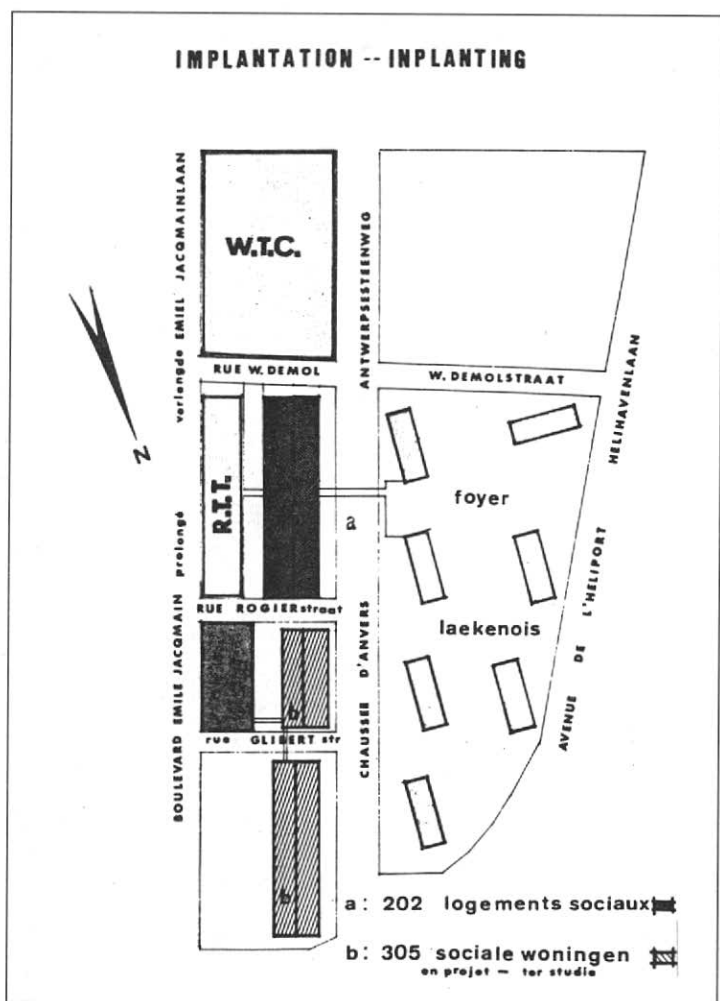 IMPLANTATION -- INPLANTING
verlengde EMIEL JACQMAINLAAN
W.T.C.
ANTWERPSESTEENWEG
RUE W. DEMOL
W. DEMOLSTRAAT
HELIHAVENLAAN
N
R.T.T.
a
foyer
laekenois
RUE ROGIERstraat
BOULEVARD EMILE JACQMAIN prolongé
b
rue GLIBERT str
CHAUSSEE D'ANVERS
AVENUE DE L'HELIPORT
b
a: 202 logements sociaux
b: 305 sociale woningen
en projet — ter studie